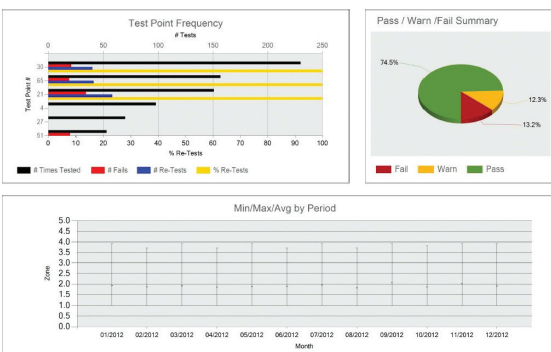 Test Point Frequency
# Tests
0 50 100 150 200 250
Test Point #
30
65
21
4
27
51
0 10 20 30 40 50 60 70 80 90 100
% Re-Tests
# Times Tested # Fails # Re-Tests % Re-Tests
Pass / Warn /Fail Summary
74.5%
12.3%
13.2%
Fail Warn Pass
Min/Max/Avg by Period
Zone
5.0
4.5
4.0
3.5
3.0
2.5
2.0
1.5
1.0
0.5
0.0
01/2012 02/2012 03/2012 04/2012 05/2012 06/2012 07/2012 08/2012 09/2012 10/2012 11/2012 12/2012
Month